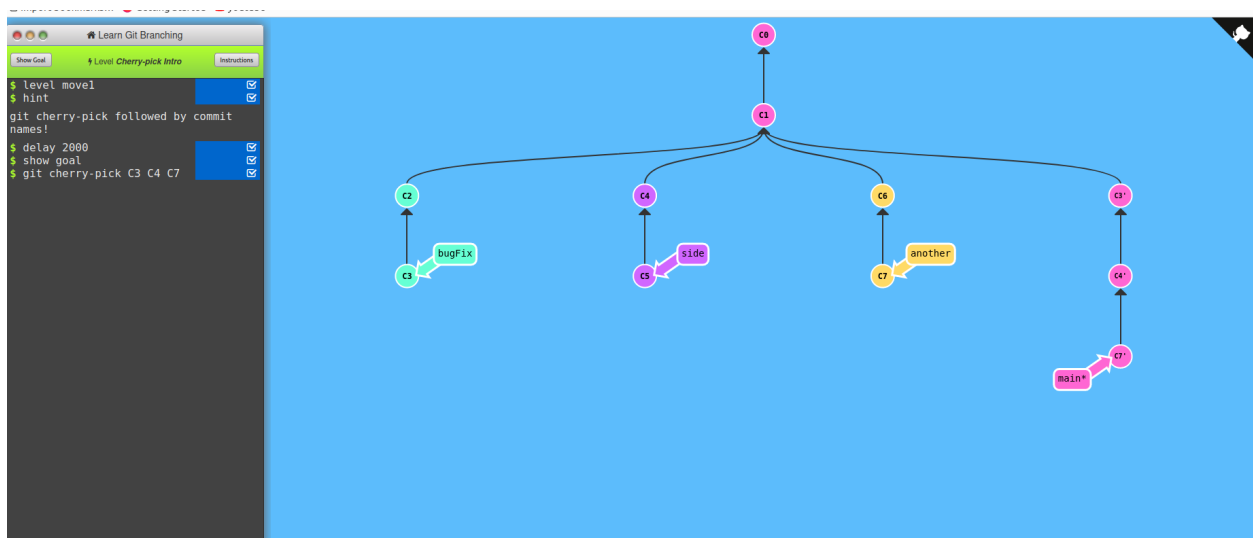 Learn Git Branching
Show Goal
Level Cherry-pick Intro
Instructions
$ level move1
$ hint
git cherry-pick followed by commit
names!
$ delay 2000
$ show goal
$ git cherry-pick C3 C4 C7
C0
C1
C2
C4
C6
C3'
bugFix
side
another
C3
C5
C7
C4'
C7'
main*